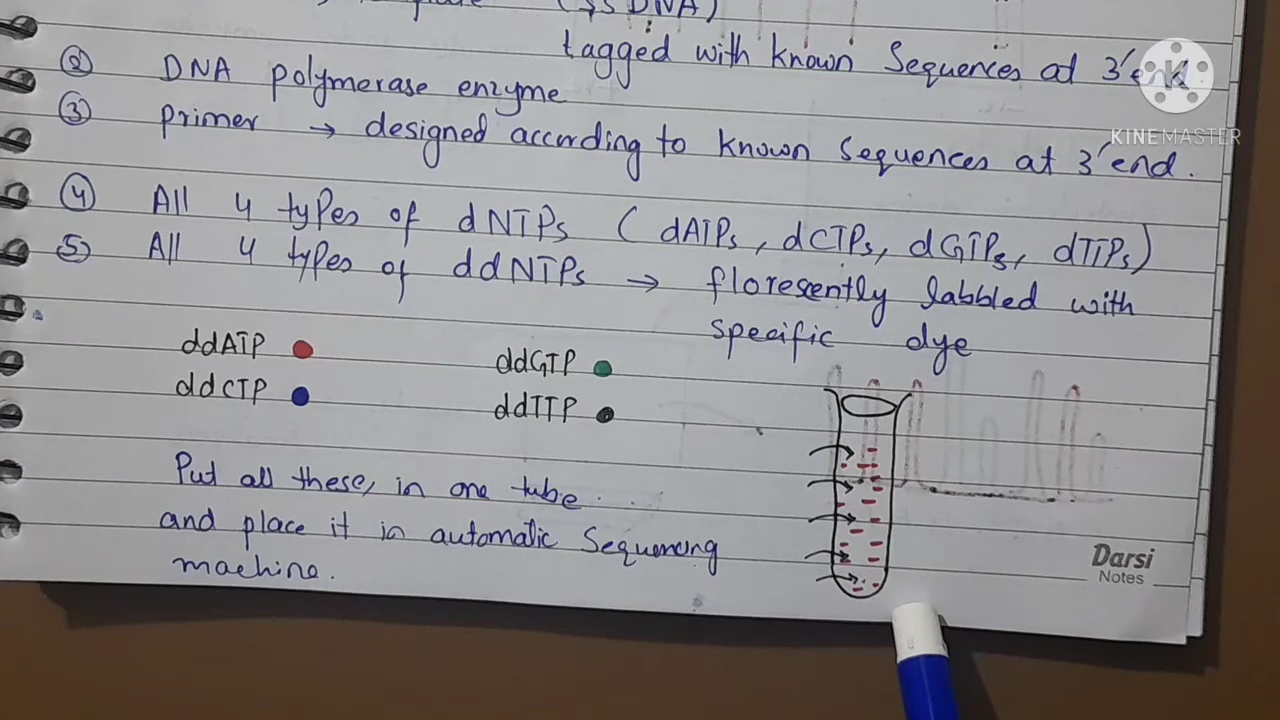 (ss DNA)
tagged with known Sequences at 3' end.
② DNA polymerase enzyme
③ primer → designed according to known sequences at 3' end.
④ All 4 types of dNTPs (dATPs, dCTPs, dGTPs, dTTPs)
⑤ All 4 types of ddNTPs → floresently labbled with
specific dye
ddATP ddGTP
ddCTP ddTTP
Put all these, in one tube.
and place it in automatic Sequencing
machine.
KINEMASTER
Darsi
Notes